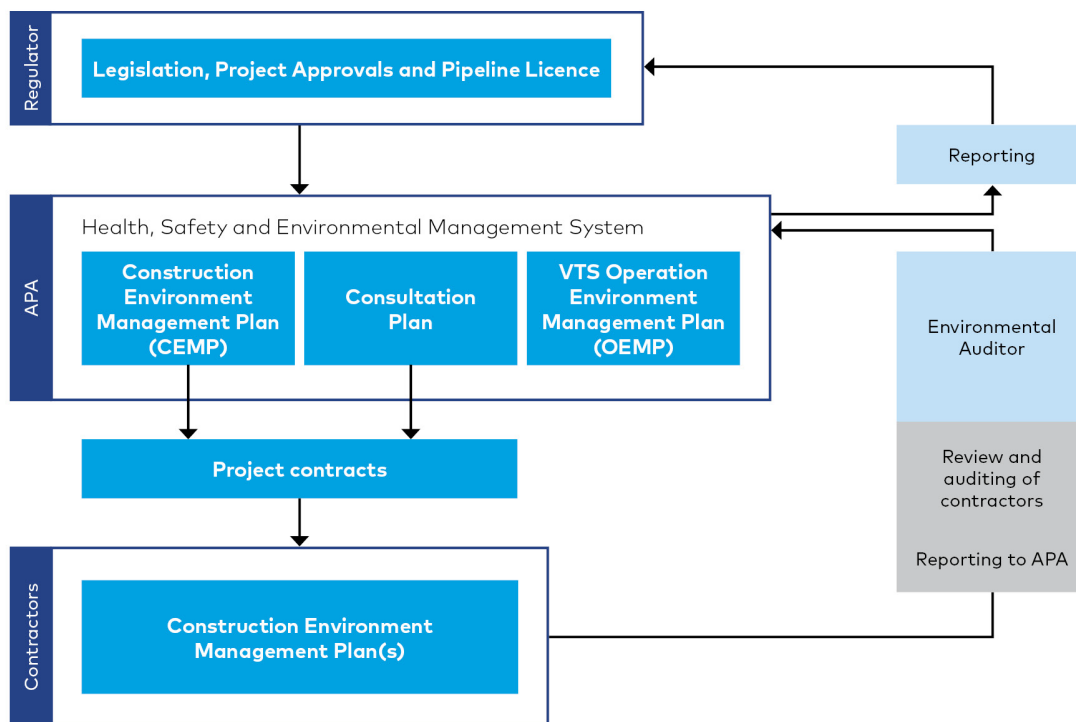 Regulator
Legislation, Project Approvals and Pipeline Licence
Reporting
APA
Health, Safety and Environmental Management System
Construction
Environment
Management Plan
(CEMP)
Consultation
Plan
VTS Operation
Environment
Management Plan
(OEMP)
Environmental
Auditor
Project contracts
Review and
auditing of
contractors
Reporting to APA
Contractors
Construction Environment
Management Plan(s)